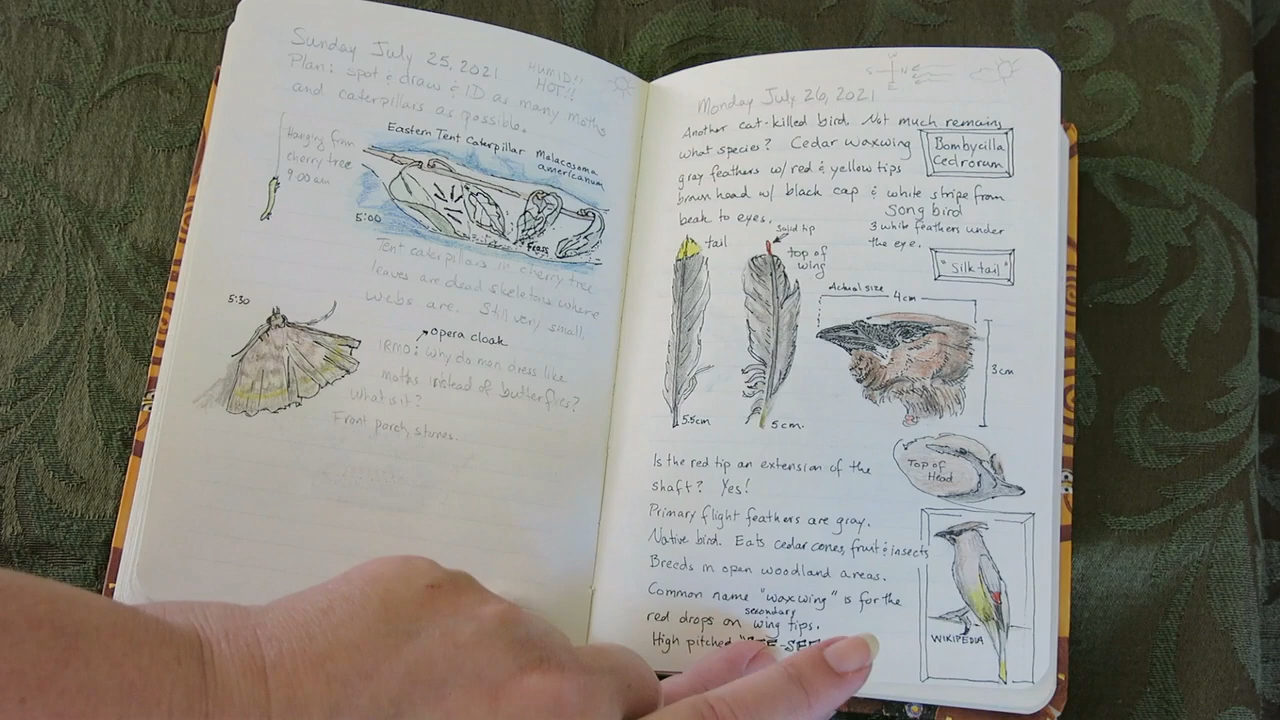 Sunday July 25, 2021
HUMID!!
HOT!!
Plan: spot & draw & ID as many moths
and caterpillars as possible.
Hanging from
cherry tree
9:00 am
Eastern Tent Caterpillar Malacosoma
americanum
5:00
Frass
Tent caterpillars in cherry tree
leaves are dead skeletons where
webs are. Still very small.
5:30
Opera cloak
IRMO: why do men dress like
moths instead of butterflies?
What is it?
Front porch, stones.
W
S N
E
Monday July 26, 2021
Another cat-killed bird. Not much remains
what species? Cedar waxwing
Bombycilla
Cedrorum
gray feathers w/ red & yellow tips
brown head w/ black cap & white stripe from
beak to eyes.
Song bird
3 white feathers under
the eye.
"Silk tail"
tail
Solid tip
top of
wing
5.5cm
5cm.
Actual size
4cm
3cm
Top of
Head
Is the red tip an extension of the
shaft? Yes!
Primary flight feathers are gray.
Native bird. Eats cedar cones, fruit & insects
Breeds in open woodland areas.
Common name "waxwing" is for the
red drops on secondary wing tips.
High pitched
WIKIPEDIA